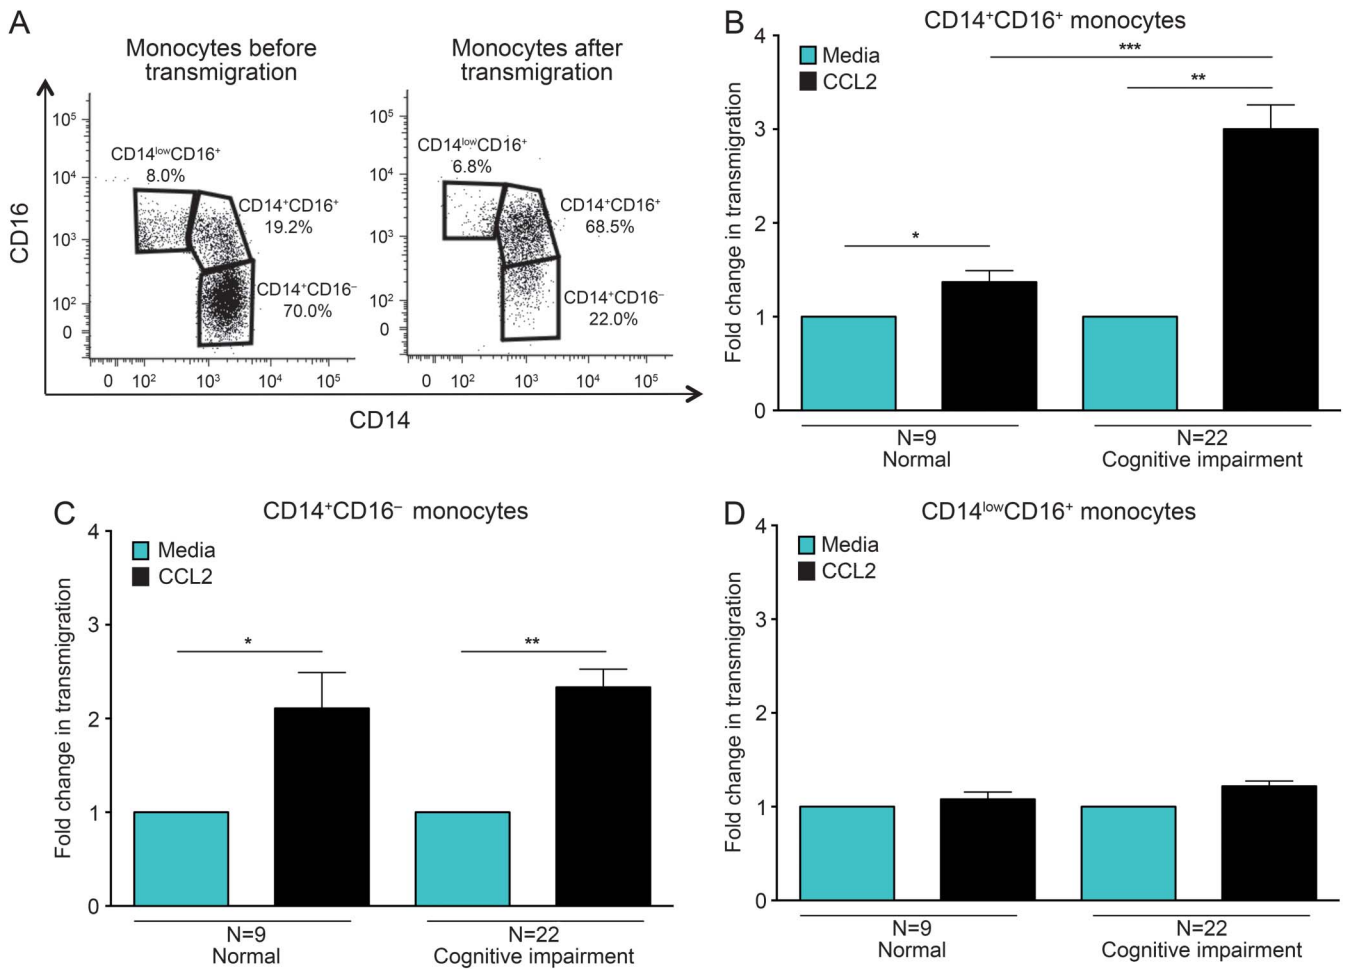 A
Monocytes before
transmigration
Monocytes after
transmigration
CD16
10⁵
10⁴
10³
10²
0
CD14ˡᵒʷCD16⁺
8.0%
CD14⁺CD16⁺
19.2%
CD14⁺CD16⁻
70.0%
0 10² 10³ 10⁴ 10⁵
10⁵
10⁴
10³
10²
0
CD14ˡᵒʷCD16⁺
6.8%
CD14⁺CD16⁺
68.5%
CD14⁺CD16⁻
22.0%
0 10² 10³ 10⁴ 10⁵
CD14
B
CD14⁺CD16⁺ monocytes
Media
CCL2
Fold change in transmigration
4
3
2
1
0
*
**
***
N=9
Normal
N=22
Cognitive impairment
C
CD14⁺CD16⁻ monocytes
Media
CCL2
Fold change in transmigration
4
3
2
1
0
*
**
N=9
Normal
N=22
Cognitive impairment
D
CD14ˡᵒʷCD16⁺ monocytes
Media
CCL2
Fold change in transmigration
4
3
2
1
0
N=9
Normal
N=22
Cognitive impairment